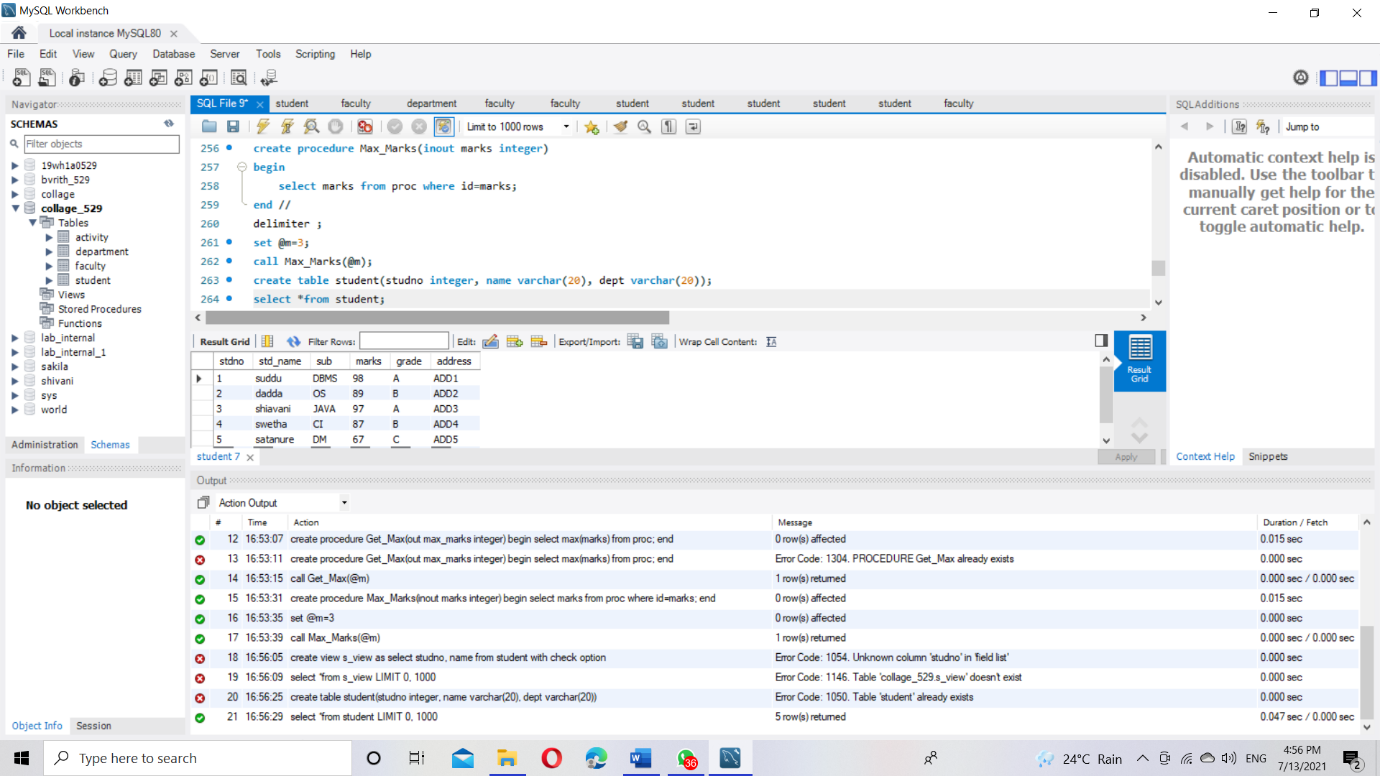 MySQL Workbench
Local instance MySQL80
File Edit View Query Database Server Tools Scripting Help
Navigator
SCHEMAS
Filter objects
19wh1a0529
bvrith_529
collage
collage_529
Tables
activity
department
faculty
student
Views
Stored Procedures
Functions
lab_internal
lab_internal_1
sakila
shivani
sys
world
Administration Schemas
Information
No object selected
Object Info Session
SQL File 9* student faculty department faculty faculty student student student student student faculty
Limit to 1000 rows
256 create procedure Max_Marks(inout marks integer)
257 begin
258 select marks from proc where id=marks;
259 end //
260 delimiter ;
261 set @m=3;
262 call Max_Marks(@m);
263 create table student(studno integer, name varchar(20), dept varchar(20));
264 select *from student;
Result Grid Filter Rows: Edit: Export/Import: Wrap Cell Content:
stdno std_name sub marks grade address
1 suddu DBMS 98 A ADD1
2 dadda OS 89 B ADD2
3 shiavani JAVA 97 A ADD3
4 swetha CI 87 B ADD4
5 satanure DM 67 C ADD5
Result
Grid
student 7
Apply
SQLAdditions
Jump to
Automatic context help is
disabled. Use the toolbar t
manually get help for the
current caret position or to
toggle automatic help.
Context Help Snippets
Output
Action Output
# Time Action Message Duration / Fetch
12 16:53:07 create procedure Get_Max(out max_marks integer) begin select max(marks) from proc; end 0 row(s) affected 0.015 sec
13 16:53:11 create procedure Get_Max(out max_marks integer) begin select max(marks) from proc; end Error Code: 1304. PROCEDURE Get_Max already exists 0.000 sec
14 16:53:15 call Get_Max(@m) 1 row(s) returned 0.000 sec / 0.000 sec
15 16:53:31 create procedure Max_Marks(inout marks integer) begin select marks from proc where id=marks; end 0 row(s) affected 0.015 sec
16 16:53:35 set @m=3 0 row(s) affected 0.000 sec
17 16:53:39 call Max_Marks(@m) 1 row(s) returned 0.000 sec / 0.000 sec
18 16:56:05 create view s_view as select studno, name from student with check option Error Code: 1054. Unknown column 'studno' in 'field list' 0.000 sec
19 16:56:09 select *from s_view LIMIT 0, 1000 Error Code: 1146. Table 'collage_529.s_view' doesn't exist 0.000 sec
20 16:56:25 create table student(studno integer, name varchar(20), dept varchar(20)) Error Code: 1050. Table 'student' already exists 0.000 sec
21 16:56:29 select *from student LIMIT 0, 1000 5 row(s) returned 0.047 sec / 0.000 sec
Type here to search
36
24°C Rain
ENG
4:56 PM
7/13/2021
2